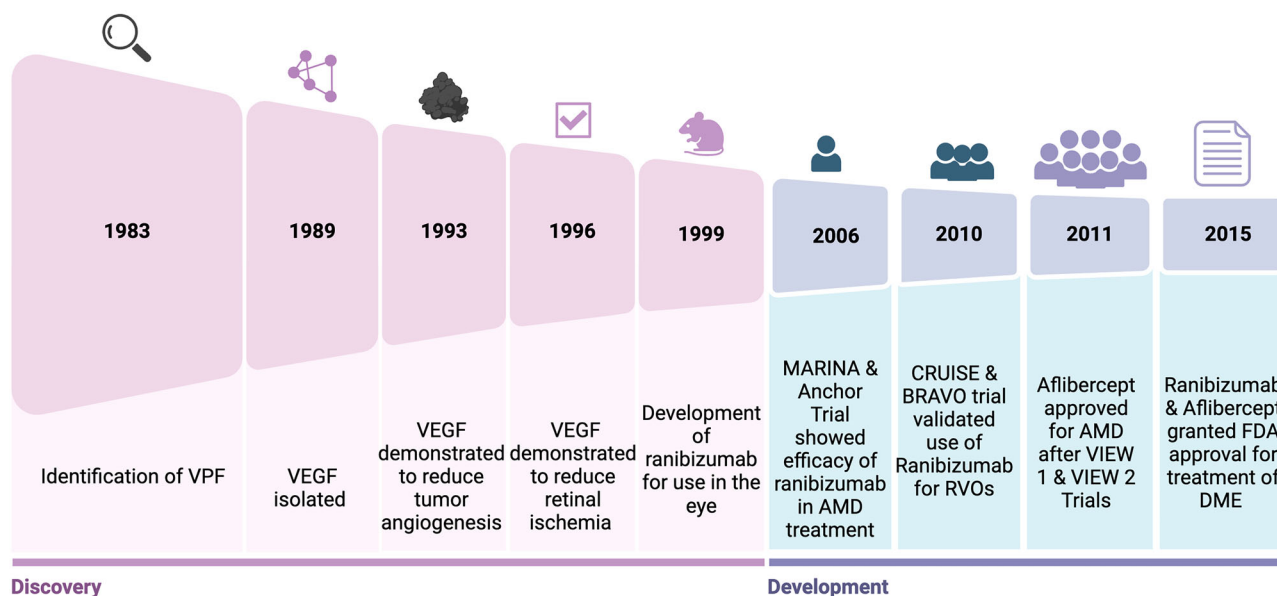 1983
1989
1993
1996
1999
2006
2010
2011
2015
Identification of VPF
VEGF
isolated
VEGF
demonstrated
to reduce
tumor
angiogenesis
VEGF
demonstrated
to reduce
retinal
ischemia
Development
of
ranibizumab
for use in the
eye
MARINA &
Anchor
Trial
showed
efficacy of
ranibizumab
in AMD
treatment
CRUISE &
BRAVO trial
validated
use of
Ranibizumab
for RVOs
Aflibercept
approved
for AMD
after VIEW
1 & VIEW 2
Trials
Ranibizumab
& Aflibercept
granted FDA
approval for
treatment of
DME
Discovery
Development